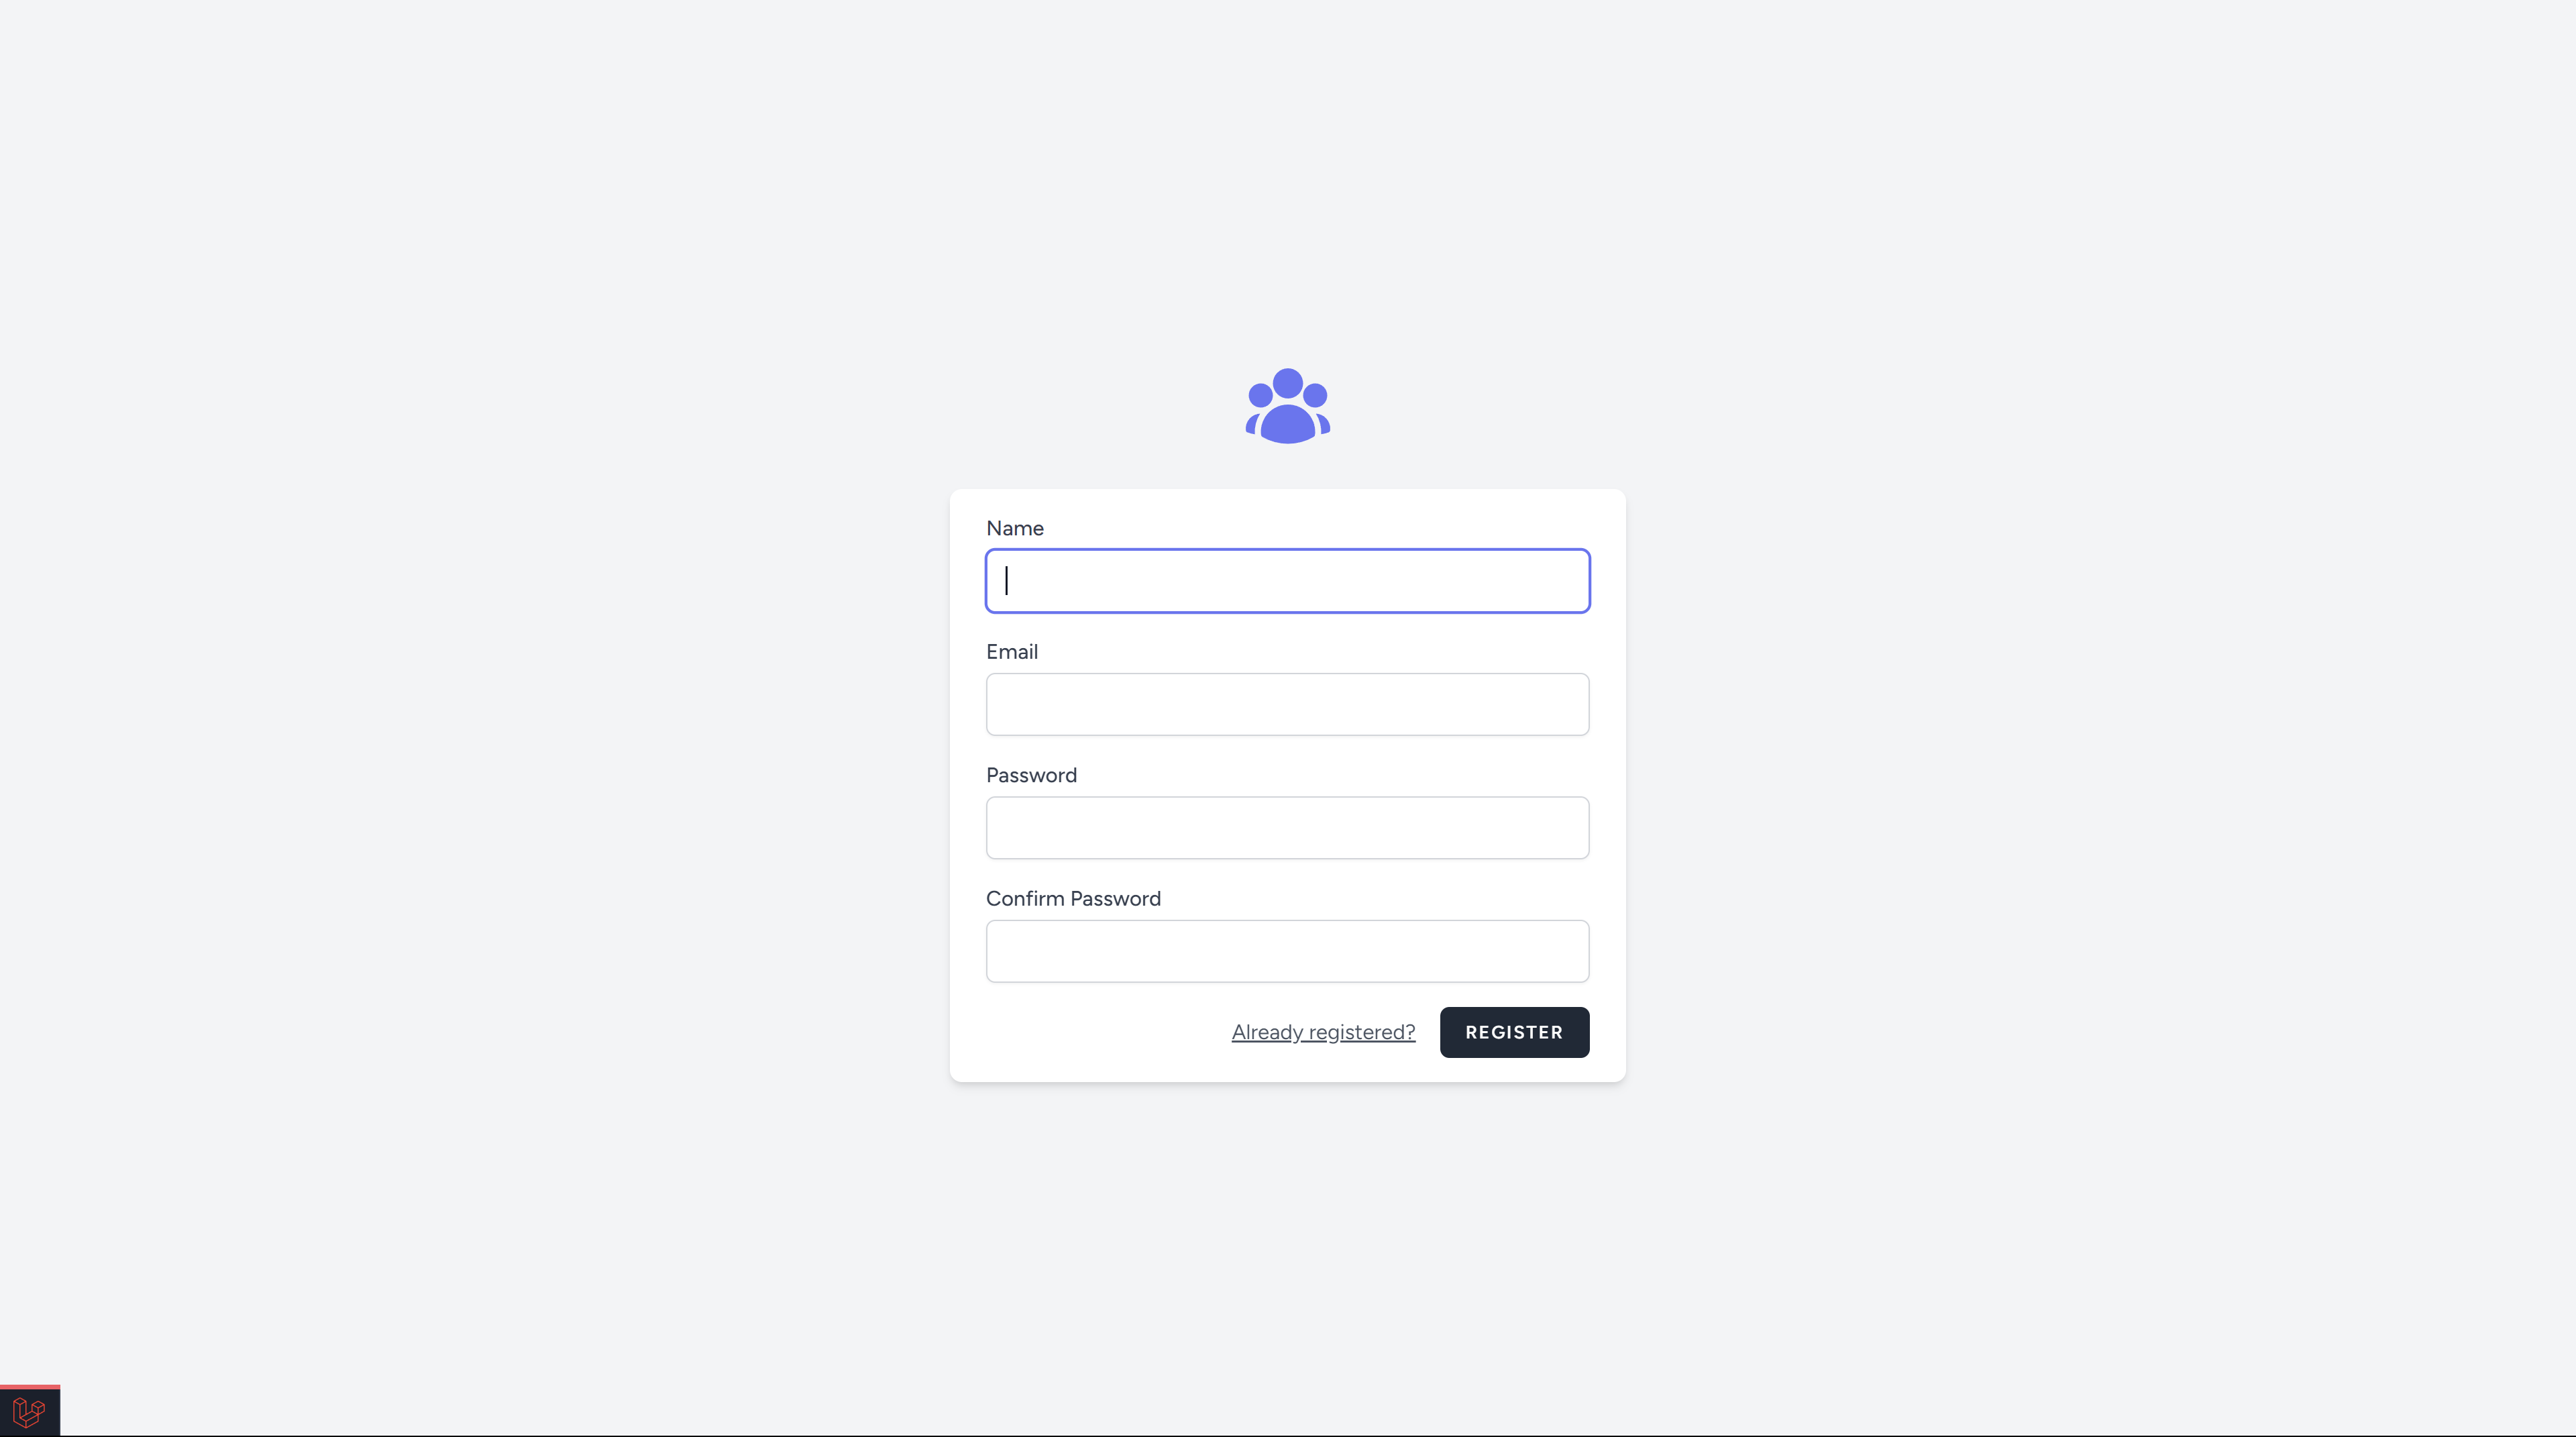 Name
Email
Password
Confirm Password
Already registered? REGISTER